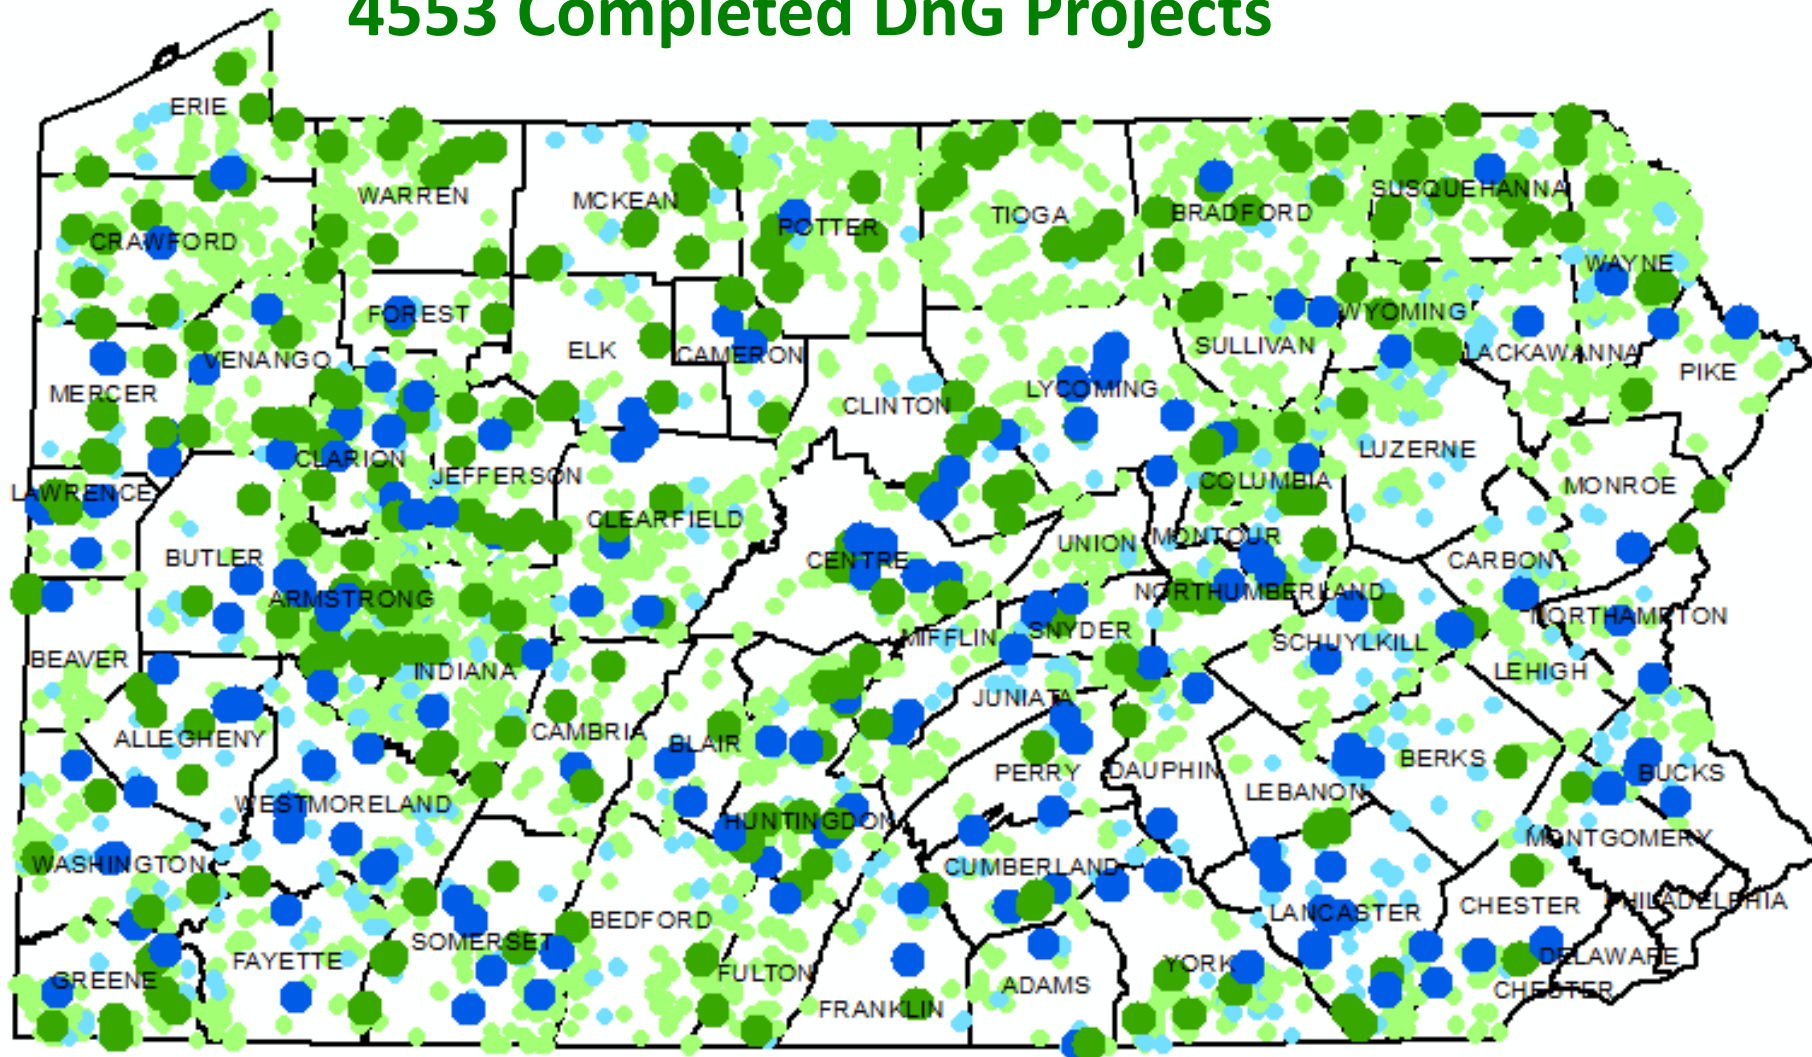 4553 Completed DnG Projects
ERIE
WARREN
MCKEAN
POTTER
TIOGA
BRADFORD
SUSQUEHANNA
CRAWFORD
WAYNE
FOREST
WYOMING
VENANGO
ELK
CAMERON
SULLIVAN
LACKAWANNA
PIKE
MERCER
CLINTON
LYCOMING
LUZERNE
CLARION
JEFFERSON
COLUMBIA
MONROE
LAWRENCE
CLEARFIELD
MONTOUR
UNION
CENTRE
BUTLER
CARBON
ARMSTRONG
NORTHUMBERLAND
NORTHAMPTON
MIFFLIN
SNYDER
SCHUYLKILL
BEAVER
INDIANA
LEHIGH
JUNIATA
ALLEGHENY
CAMBRIA
BLAIR
PERRY
DAUPHIN
BERKS
BUCKS
LEBANON
WESTMORELAND
HUNTINGDON
MONTGOMERY
WASHINGTON
CUMBERLAND
PHILADELPHIA
CHESTER
LANCASTER
BEDFORD
SOMERSET
FAYETTE
DELAWARE
YORK
FULTON
GREENE
ADAMS
CHESTER
FRANKLIN